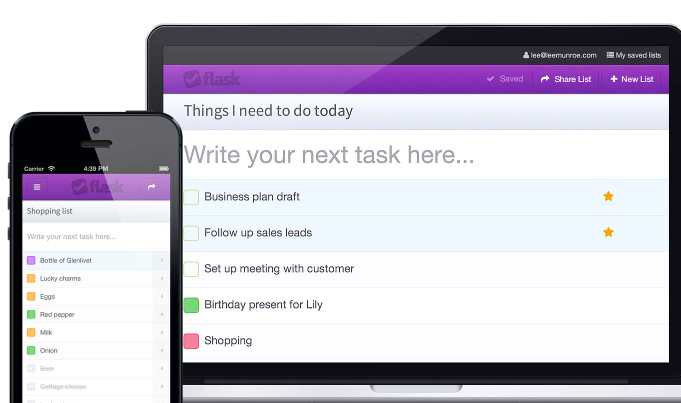 lee@leemunroe.com My saved lists
flask
Saved Share List New List
Things I need to do today
Write your next task here...
Business plan draft
Follow up sales leads
Set up meeting with customer
Birthday present for Lily
Shopping
Carrier 4:39 PM
flask
Shopping list
Write your next task here...
Bottle of Glenlivet
Lucky charms
Eggs
Red pepper
Milk
Onion
Beer
Cottage cheese